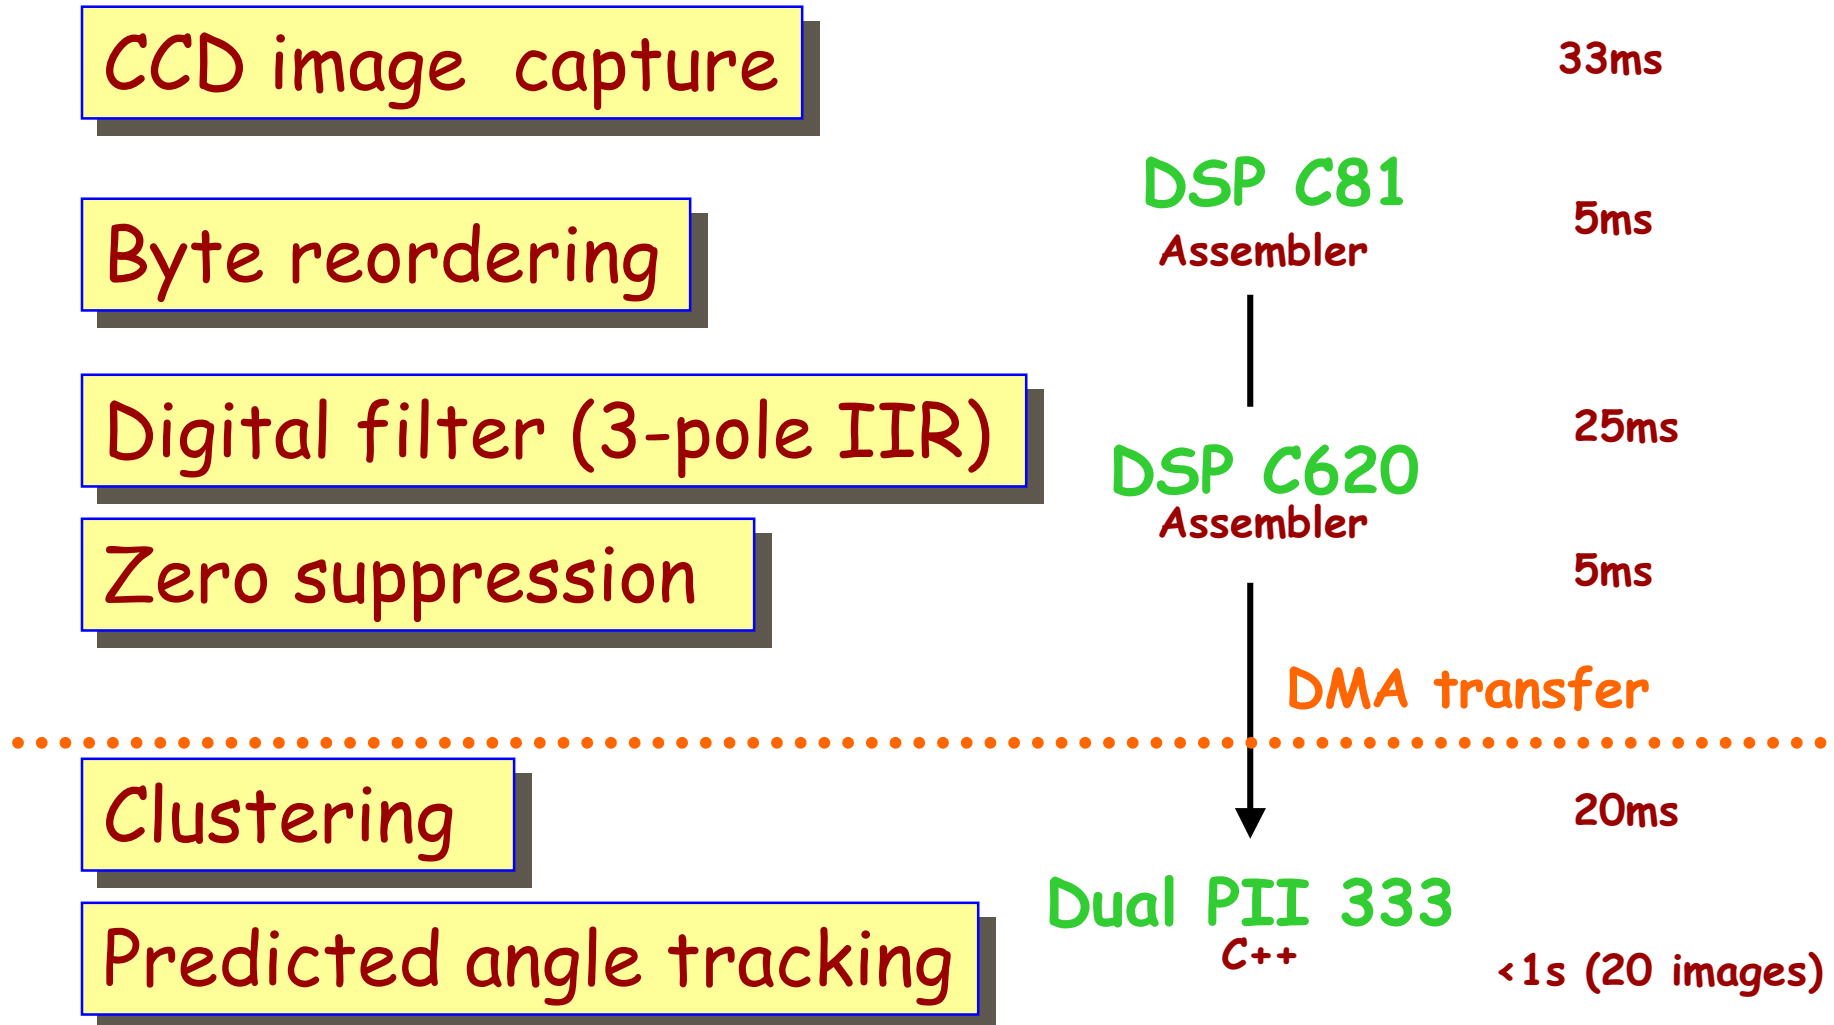 CCD image capture
33ms
DSP C81
Assembler
Byte reordering
5ms
Digital filter (3-pole IIR)
25ms
DSP C620
Assembler
Zero suppression
5ms
DMA transfer
Clustering
20ms
Dual PII 333
C++
Predicted angle tracking
<1s (20 images)